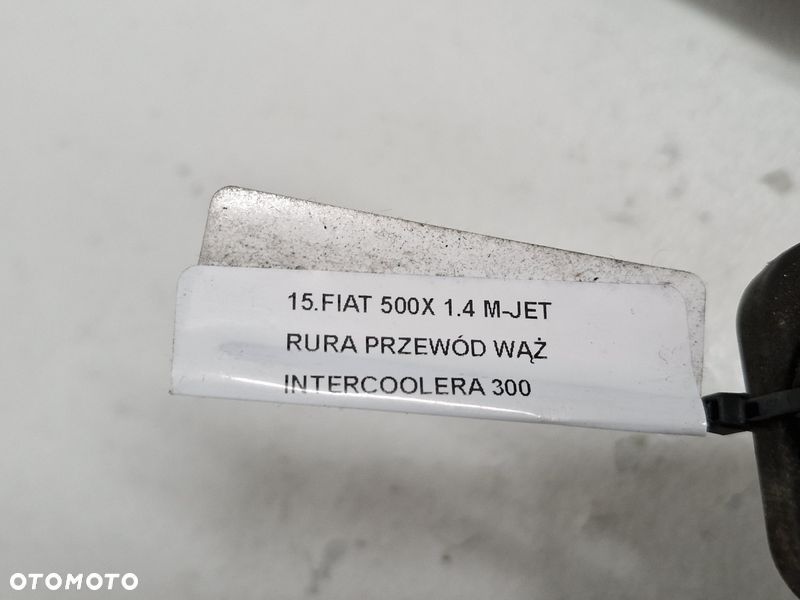 15.FIAT 500X 1.4 M-JET
RURA PRZEWÓD WĄŻ
INTERCOOLERA 300
OTOMOTO